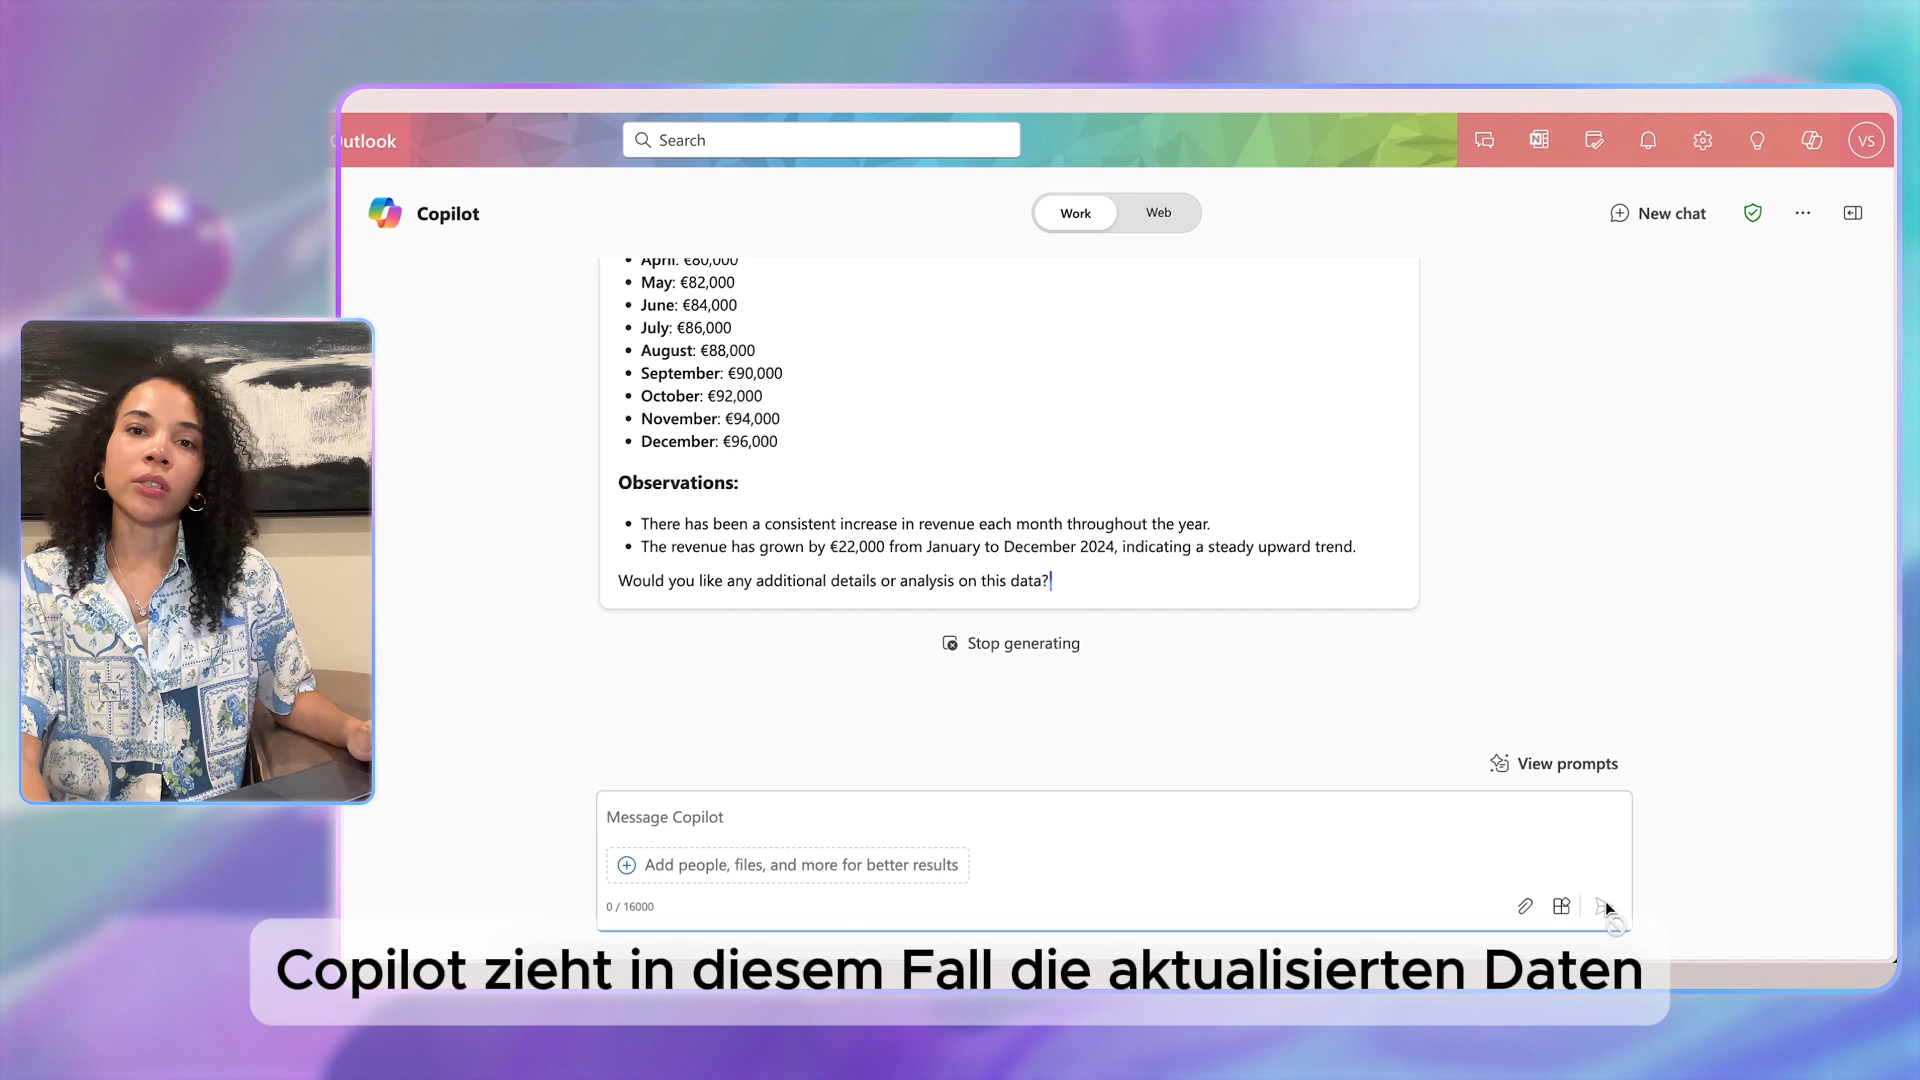 Outlook
Search
VS
Copilot
Work
Web
New chat
• April: €80,000
• May: €82,000
• June: €84,000
• July: €86,000
• August: €88,000
• September: €90,000
• October: €92,000
• November: €94,000
• December: €96,000
Observations:
• There has been a consistent increase in revenue each month throughout the year.
• The revenue has grown by €22,000 from January to December 2024, indicating a steady upward trend.
Would you like any additional details or analysis on this data?
Stop generating
View prompts
Message Copilot
Add people, files, and more for better results
0 / 16000
Copilot zieht in diesem Fall die aktualisierten Daten